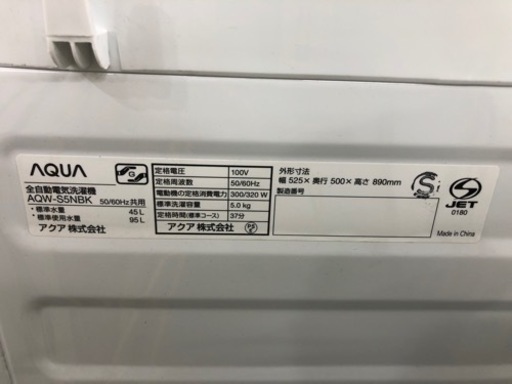 AQUA
G
全自動電気洗濯機
AQW-S5NBK 50/60Hz共用
・標準水量 45L
・標準使用水量 95L
アクア 株式会社
定格電圧 100V
定格周波数 50/60Hz
電動機の定格消費電力 300/320 W
標準洗濯容量 5.0kg
定格時間(標準コース) 37分
アクア 株式会社
PS
E
外形寸法
幅 525× 奥行 500× 高さ 890mm
製造番号
S
S
JET
0180
Made in China